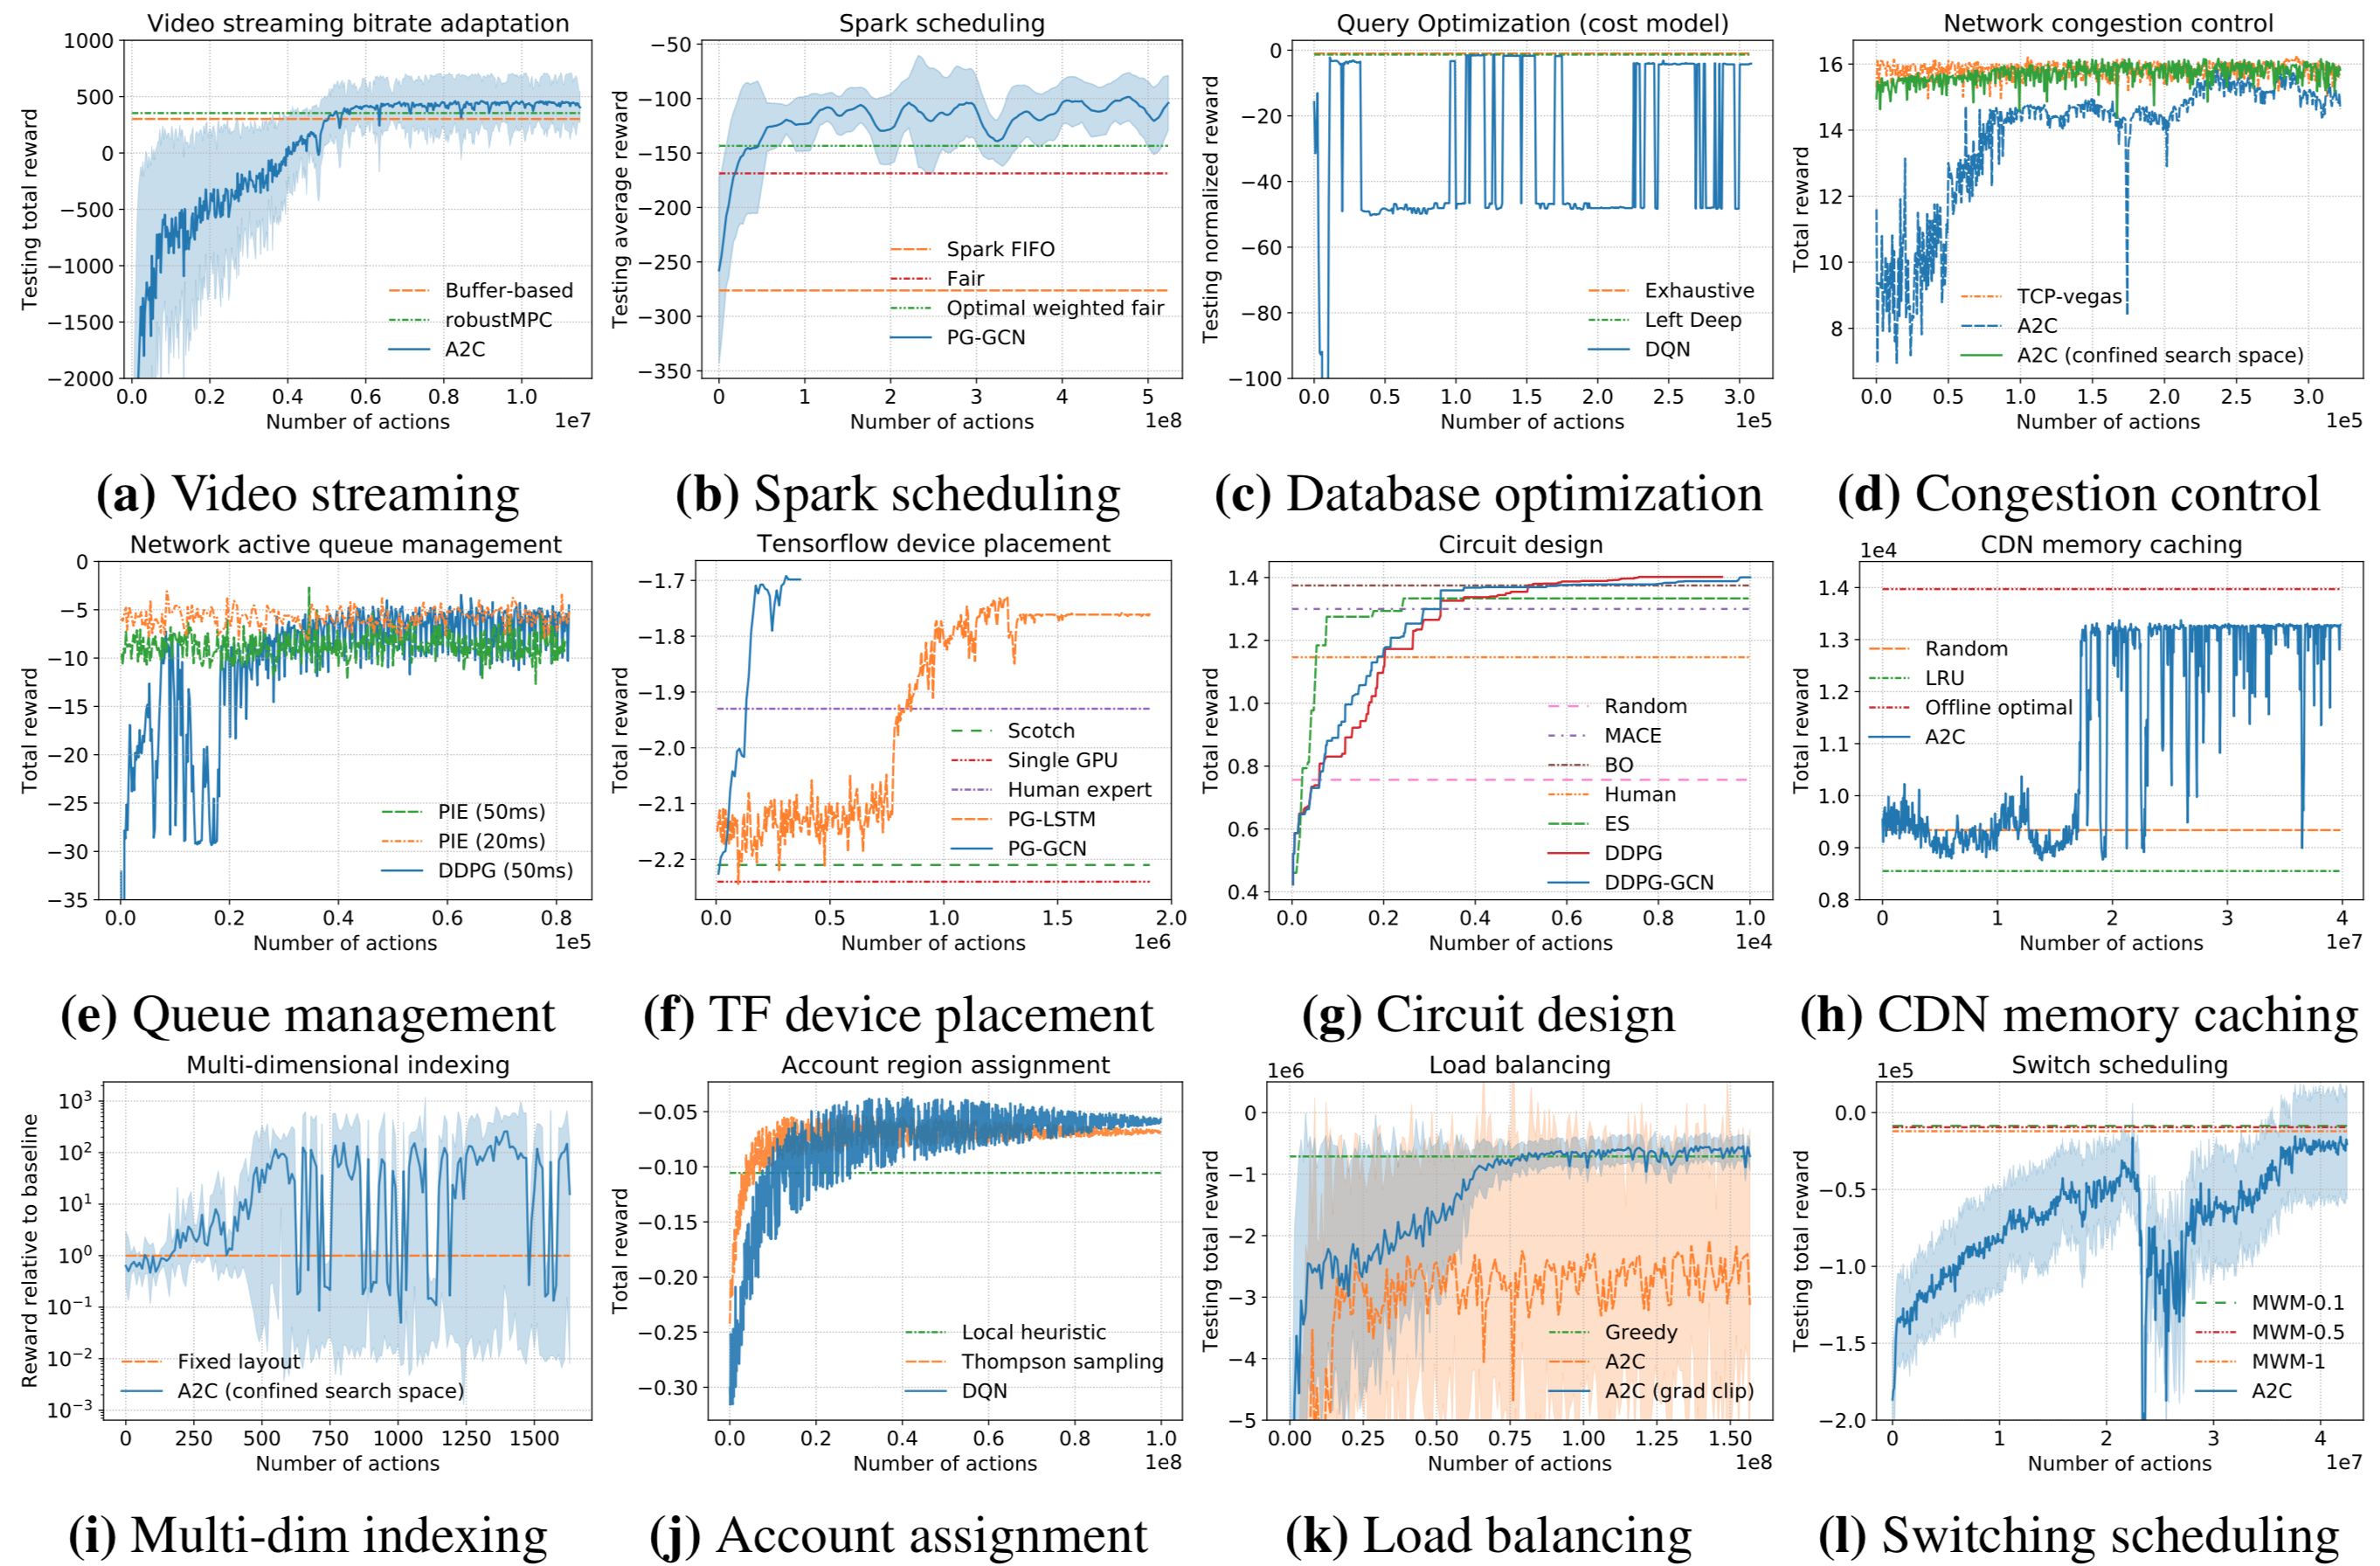 Video streaming bitrate adaptation
1000
500
0
−500
−1000
−1500
−2000
Testing total reward
Buffer-based
robustMPC
A2C
0.0 0.2 0.4 0.6 0.8 1.0
Number of actions
1e7
(a) Video streaming
Spark scheduling
−50
−100
−150
−200
−250
−300
−350
Testing average reward
Spark FIFO
Fair
Optimal weighted fair
PG-GCN
0 1 2 3 4 5
Number of actions
1e8
(b) Spark scheduling
Query Optimization (cost model)
0
−20
−40
−60
−80
−100
Testing normalized reward
Exhaustive
Left Deep
DQN
0.0 0.5 1.0 1.5 2.0 2.5 3.0
Number of actions
1e5
(c) Database optimization
Network congestion control
16
14
12
10
8
Total reward
TCP-vegas
A2C
A2C (confined search space)
0.0 0.5 1.0 1.5 2.0 2.5 3.0
Number of actions
1e5
(d) Congestion control
Network active queue management
0
−5
−10
−15
−20
−25
−30
−35
Total reward
PIE (50ms)
PIE (20ms)
DDPG (50ms)
0.0 0.2 0.4 0.6 0.8
Number of actions
1e5
(e) Queue management
Tensorflow device placement
−1.7
−1.8
−1.9
−2.0
−2.1
−2.2
Total reward
Scotch
Single GPU
Human expert
PG-LSTM
PG-GCN
0.0 0.5 1.0 1.5 2.0
Number of actions
1e6
(f) TF device placement
Circuit design
1.4
1.2
1.0
0.8
0.6
0.4
Total reward
Random
MACE
BO
Human
ES
DDPG
DDPG-GCN
0.0 0.2 0.4 0.6 0.8 1.0
Number of actions
1e4
(g) Circuit design
1e4
CDN memory caching
1.4
1.3
1.2
1.1
1.0
0.9
0.8
Total reward
Random
LRU
Offline optimal
A2C
0 1 2 3 4
Number of actions
1e7
(h) CDN memory caching
Multi-dimensional indexing
10³
10²
10¹
10⁰
10⁻¹
10⁻²
10⁻³
Reward relative to baseline
Fixed layout
A2C (confined search space)
0 250 500 750 1000 1250 1500
Number of actions
(i) Multi-dim indexing
Account region assignment
−0.05
−0.10
−0.15
−0.20
−0.25
−0.30
Total reward
Local heuristic
Thompson sampling
DQN
0.0 0.2 0.4 0.6 0.8 1.0
Number of actions
1e8
(j) Account assignment
1e6
Load balancing
0
−1
−2
−3
−4
−5
Testing total reward
Greedy
A2C
A2C (grad clip)
0.00 0.25 0.50 0.75 1.00 1.25 1.50
Number of actions
1e8
(k) Load balancing
1e5
Switch scheduling
0.0
−0.5
−1.0
−1.5
−2.0
Testing total reward
MWM-0.1
MWM-0.5
MWM-1
A2C
0 1 2 3 4
Number of actions
1e7
(l) Switching scheduling